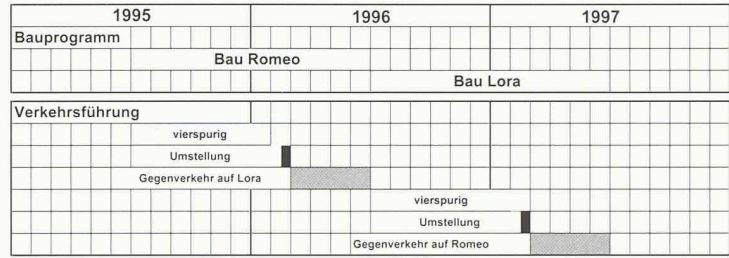 1995 1996 1997
Bauprogramm
Bau Romeo
Bau Lora
Verkehrsführung
vierspurig
Umstellung
Gegenverkehr auf Lora
vierspurig
Umstellung
Gegenverkehr auf Romeo